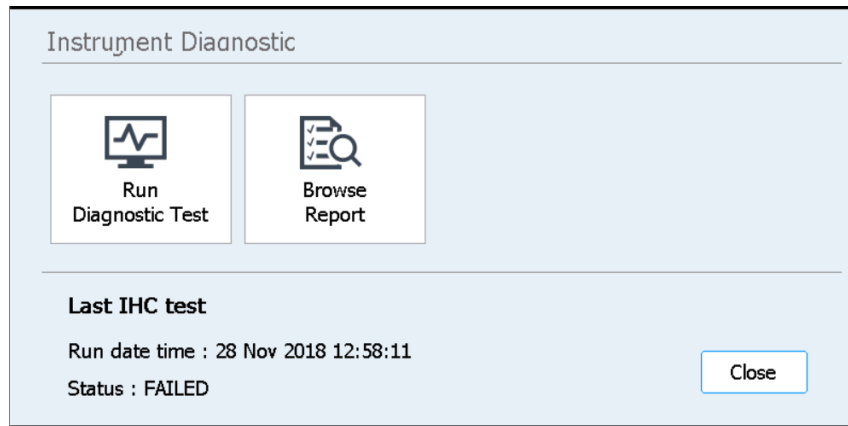 Instrument Diagnostic
Run
Diagnostic Test
Browse
Report
Last IHC test
Run date time : 28 Nov 2018 12:58:11
Status : FAILED
Close